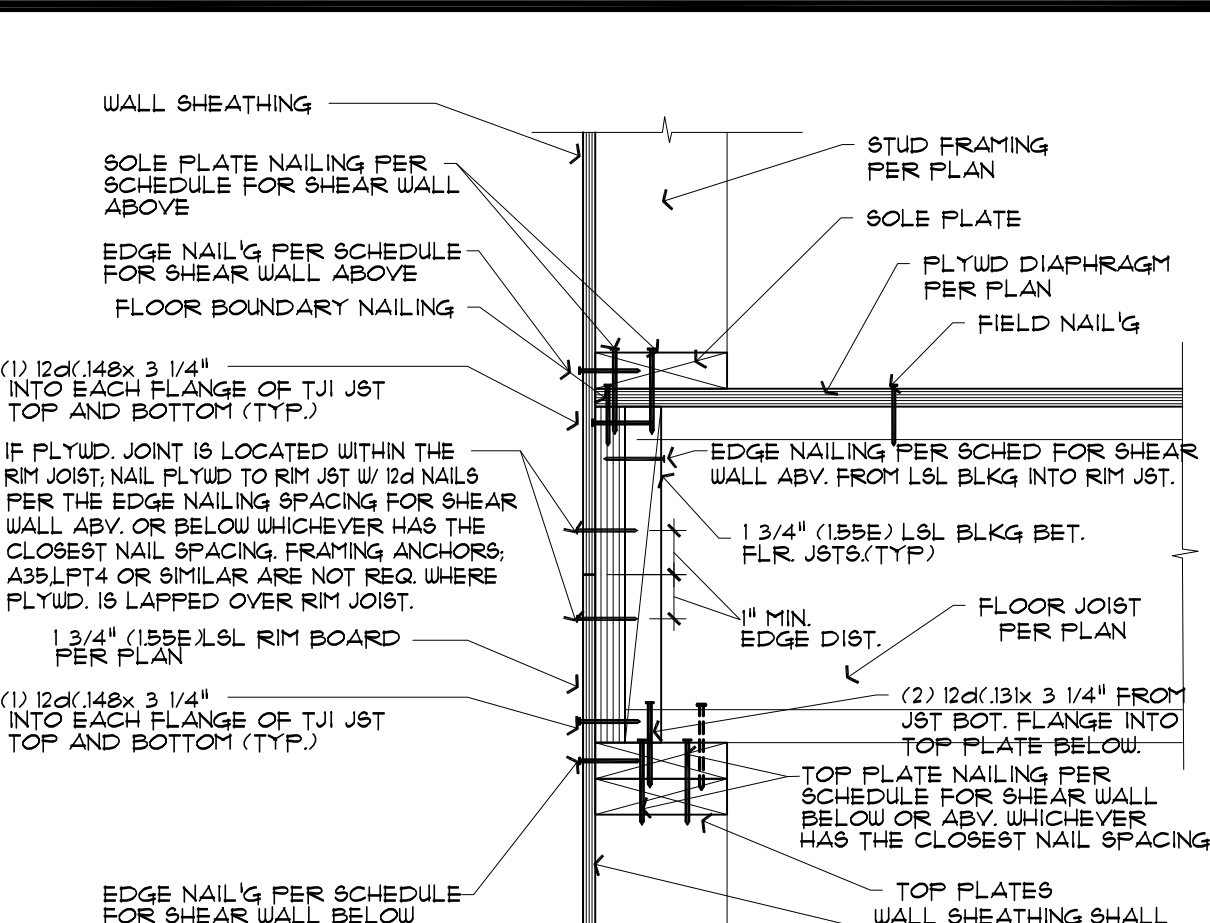 WALL SHEATHING
SOLE PLATE NAILING PER
SCHEDULE FOR SHEAR WALL
ABOVE
EDGE NAIL'G PER SCHEDULE
FOR SHEAR WALL ABOVE
FLOOR BOUNDARY NAILING
(1) 12d(.148x 3 1/4"
INTO EACH FLANGE OF TJI JST
TOP AND BOTTOM (TYP.)
IF PLYWD. JOINT IS LOCATED WITHIN THE
RIM JOIST; NAIL PLYWD TO RIM JST W/ 12d NAILS
PER THE EDGE NAILING SPACING FOR SHEAR
WALL ABV. OR BELOW WHICHEVER HAS THE
CLOSEST NAIL SPACING. FRAMING ANCHORS;
A35,LPT4 OR SIMILAR ARE NOT REQ. WHERE
PLYWD. IS LAPPED OVER RIM JOIST.
1 3/4" (1.55E)LSL RIM BOARD
PER PLAN
(1) 12d(.148x 3 1/4"
INTO EACH FLANGE OF TJI JST
TOP AND BOTTOM (TYP.)
EDGE NAIL'G PER SCHEDULE
FOR SHEAR WALL BELOW
STUD FRAMING
PER PLAN
SOLE PLATE
PLYWD DIAPHRAGM
PER PLAN
FIELD NAIL'G
EDGE NAILING PER SCHED FOR SHEAR
WALL ABV. FROM LSL BLKG INTO RIM JST.
1 3/4" (1.55E) LSL BLKG BET.
FLR. JSTS.(TYP)
1" MIN.
EDGE DIST.
FLOOR JOIST
PER PLAN
(2) 12d(.131x 3 1/4" FROM
JST BOT. FLANGE INTO
TOP PLATE BELOW.
TOP PLATE NAILING PER
SCHEDULE FOR SHEAR WALL
BELOW OR ABV. WHICHEVER
HAS THE CLOSEST NAIL SPACING
TOP PLATES
WALL SHEATHING SHALL